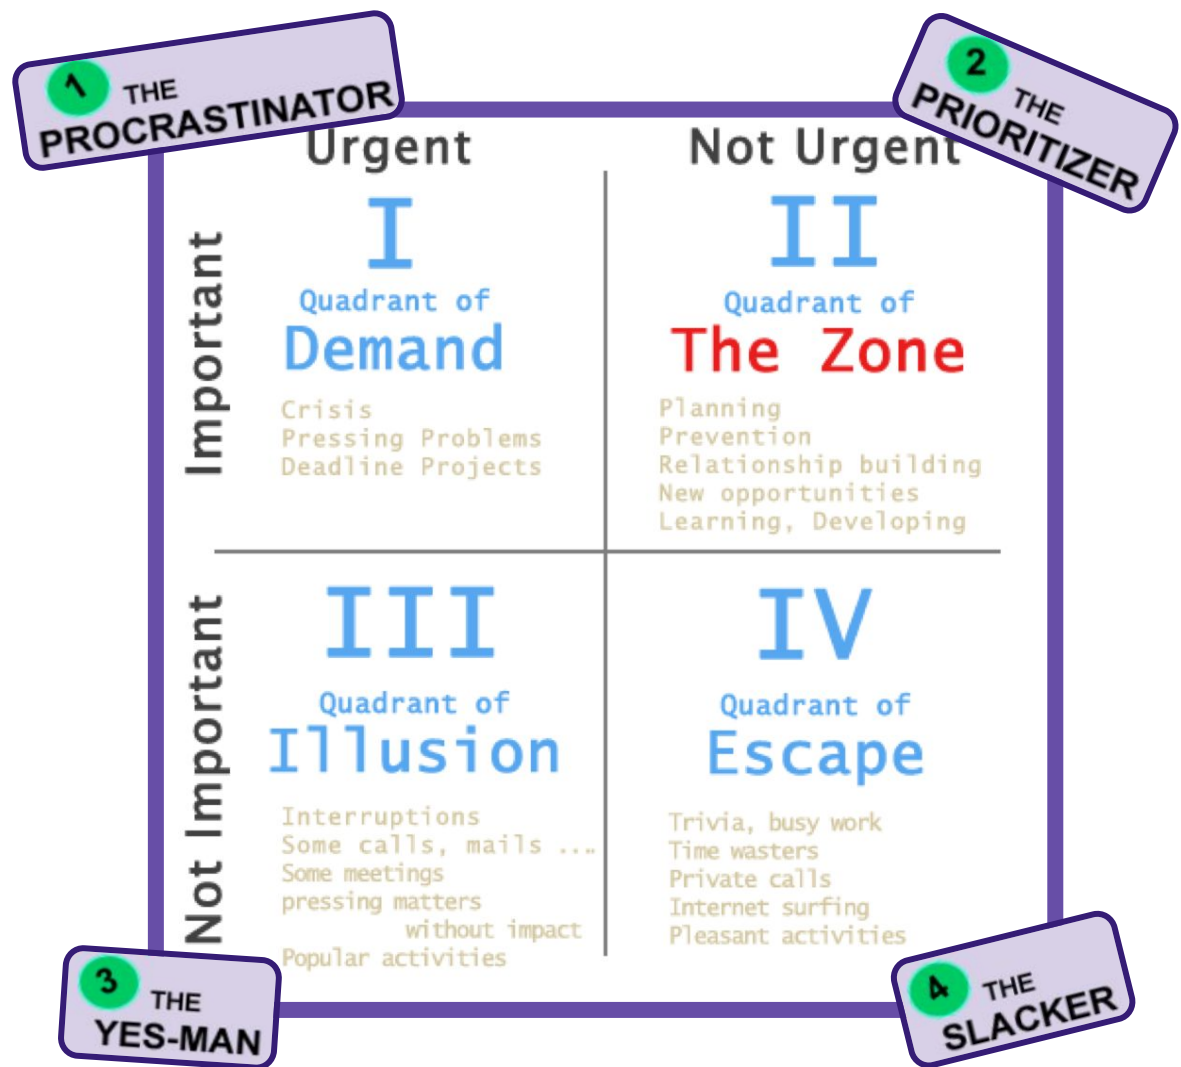 1 THE
PROCRASTINATOR
2 THE
PRIORITIZER
Urgent
Not Urgent
Important
I
Quadrant of
Demand
Crisis
Pressing Problems
Deadline Projects
II
Quadrant of
The Zone
Planning
Prevention
Relationship building
New opportunities
Learning, Developing
Not Important
III
Quadrant of
Illusion
Interruptions
Some calls, mails ....
Some meetings
pressing matters
without impact
Popular activities
IV
Quadrant of
Escape
Trivia, busy work
Time wasters
Private calls
Internet surfing
Pleasant activities
3 THE
YES-MAN
4 THE
SLACKER